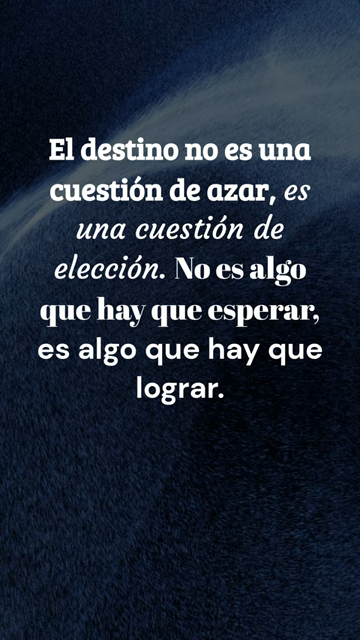 El destino no es una
cuestión de azar, es
una cuestión de
elección. No es algo
que hay que esperar,
es algo que hay que
lograr.